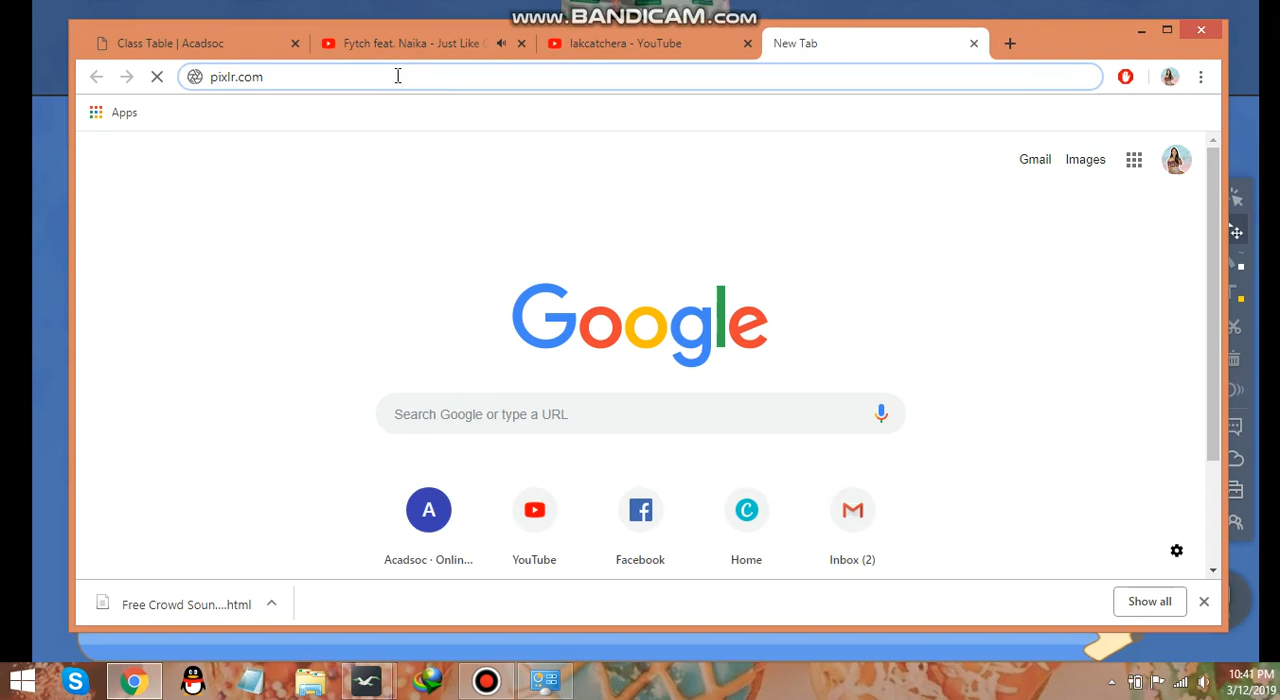 www.BANDICAM.com
Class Table | Acadsoc
Fytch feat. Naika - Just Like
lakcatchera - YouTube
New Tab
pixlr.com
Apps
Gmail
Images
Google
Search Google or type a URL
A
Acadsoc · Onlin...
YouTube
Facebook
Home
Inbox (2)
Free Crowd Soun....html
Show all
10:41 PM
3/12/2019